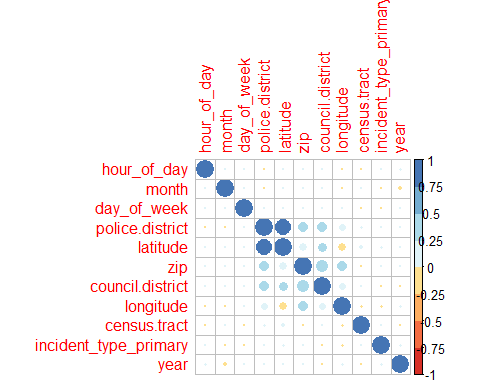 hour_of_day
month
day_of_week
police.district
latitude
zip
council.district
longitude
census.tract
incident_type_primary
year
hour_of_day
month
day_of_week
police.district
latitude
zip
council.district
longitude
census.tract
incident_type_primary
year
1
0.75
0.5
0.25
0
-0.25
-0.5
-0.75
-1